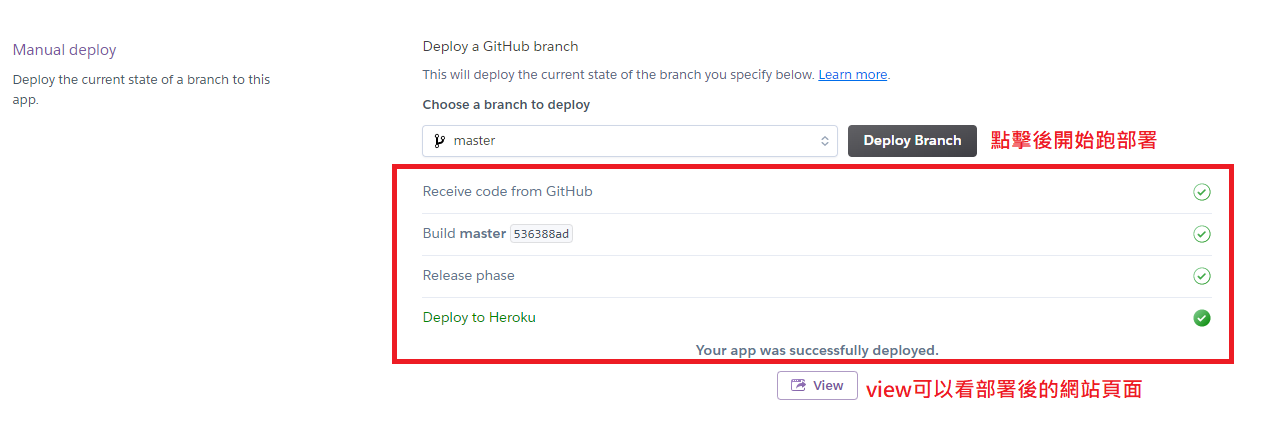 Manual deploy
Deploy the current state of a branch to this
app.
Deploy a GitHub branch
This will deploy the current state of the branch you specify below. Learn more.
Choose a branch to deploy
master
Deploy Branch
點擊後開始跑部署
Receive code from GitHub
Build master 536388ad
Release phase
Deploy to Heroku
Your app was successfully deployed.
View
view可以看部署後的網站頁面